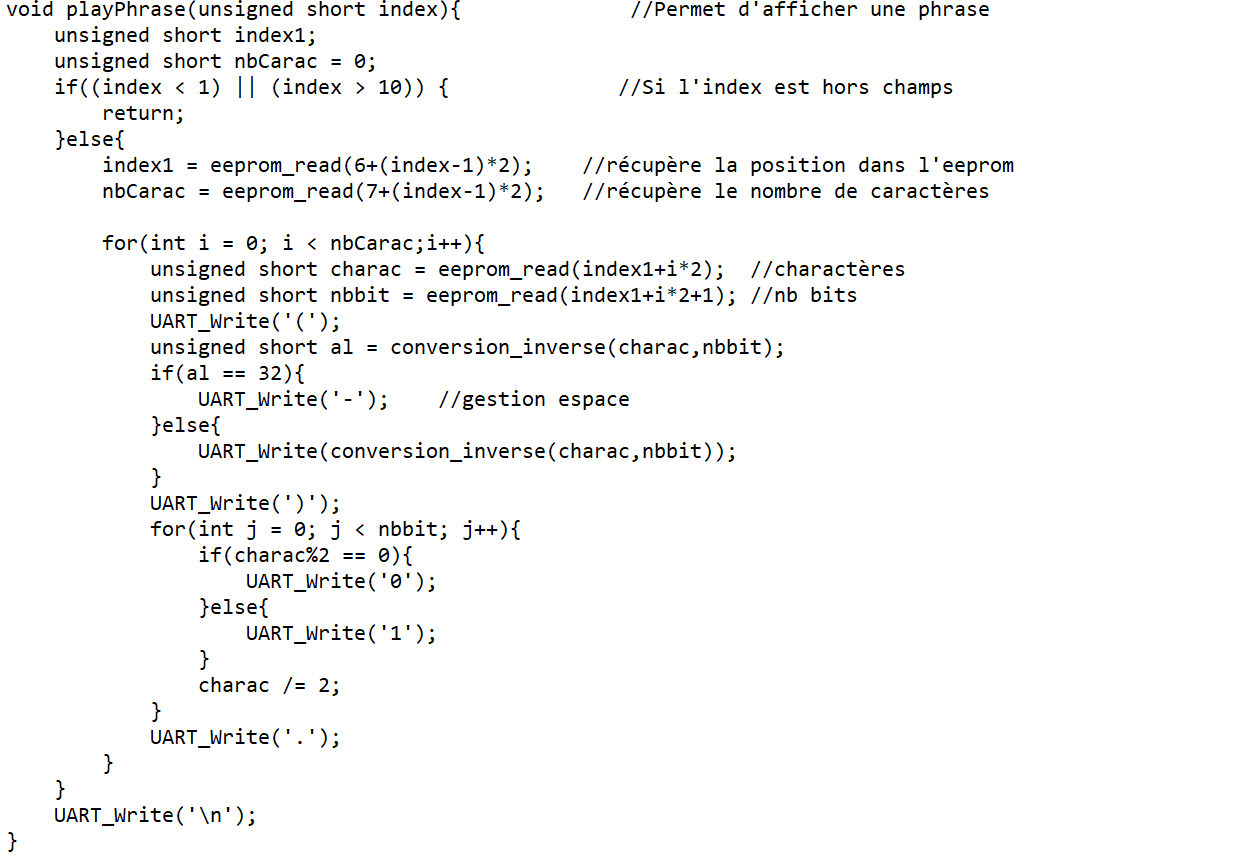 void playPhrase(unsigned short index){              //Permet d'afficher une phrase
    unsigned short index1;
    unsigned short nbCarac = 0;
    if((index < 1) || (index > 10)) {              //Si l'index est hors champs
        return;
    }else{
        index1 = eeprom_read(6+(index-1)*2);    //récupère la position dans l'eeprom
        nbCarac = eeprom_read(7+(index-1)*2);   //récupère le nombre de caractères

        for(int i = 0; i < nbCarac;i++){
            unsigned short charac = eeprom_read(index1+i*2);  //charactères
            unsigned short nbbit = eeprom_read(index1+i*2+1); //nb bits
            UART_Write('(');
            unsigned short al = conversion_inverse(charac,nbbit);
            if(al == 32){
                UART_Write('-');    //gestion espace
            }else{
                UART_Write(conversion_inverse(charac,nbbit));
            }
            UART_Write(')');
            for(int j = 0; j < nbbit; j++){
                if(charac%2 == 0){
                    UART_Write('0');
                }else{
                    UART_Write('1');
                }
                charac /= 2;
            }
            UART_Write('.');
        }
    }
    UART_Write('\n');
}